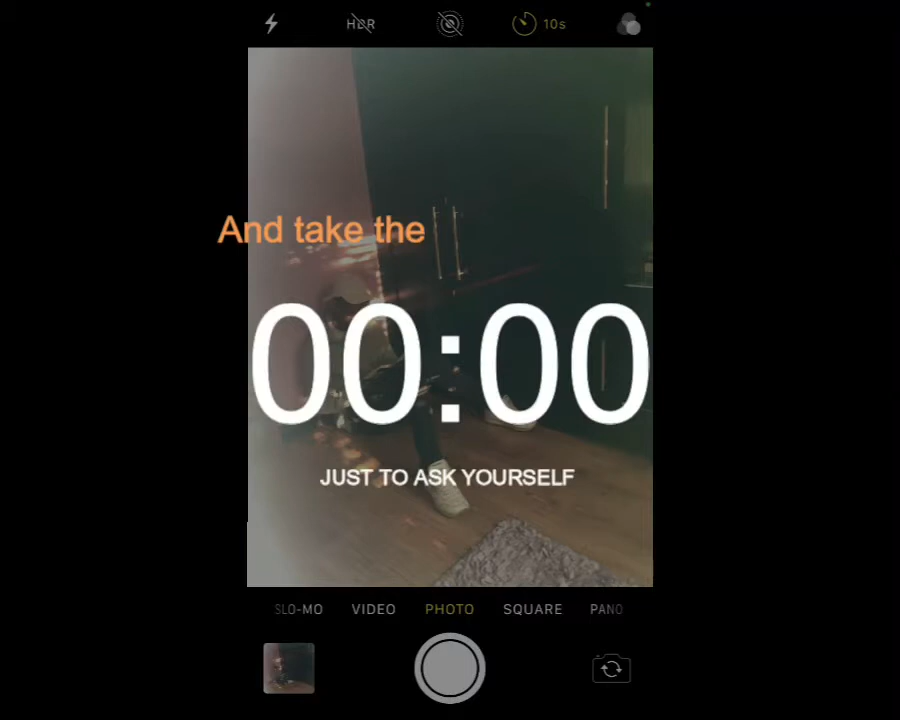 HDR
10s
And take the
00:00
JUST TO ASK YOURSELF
SLO-MO VIDEO PHOTO SQUARE PANO